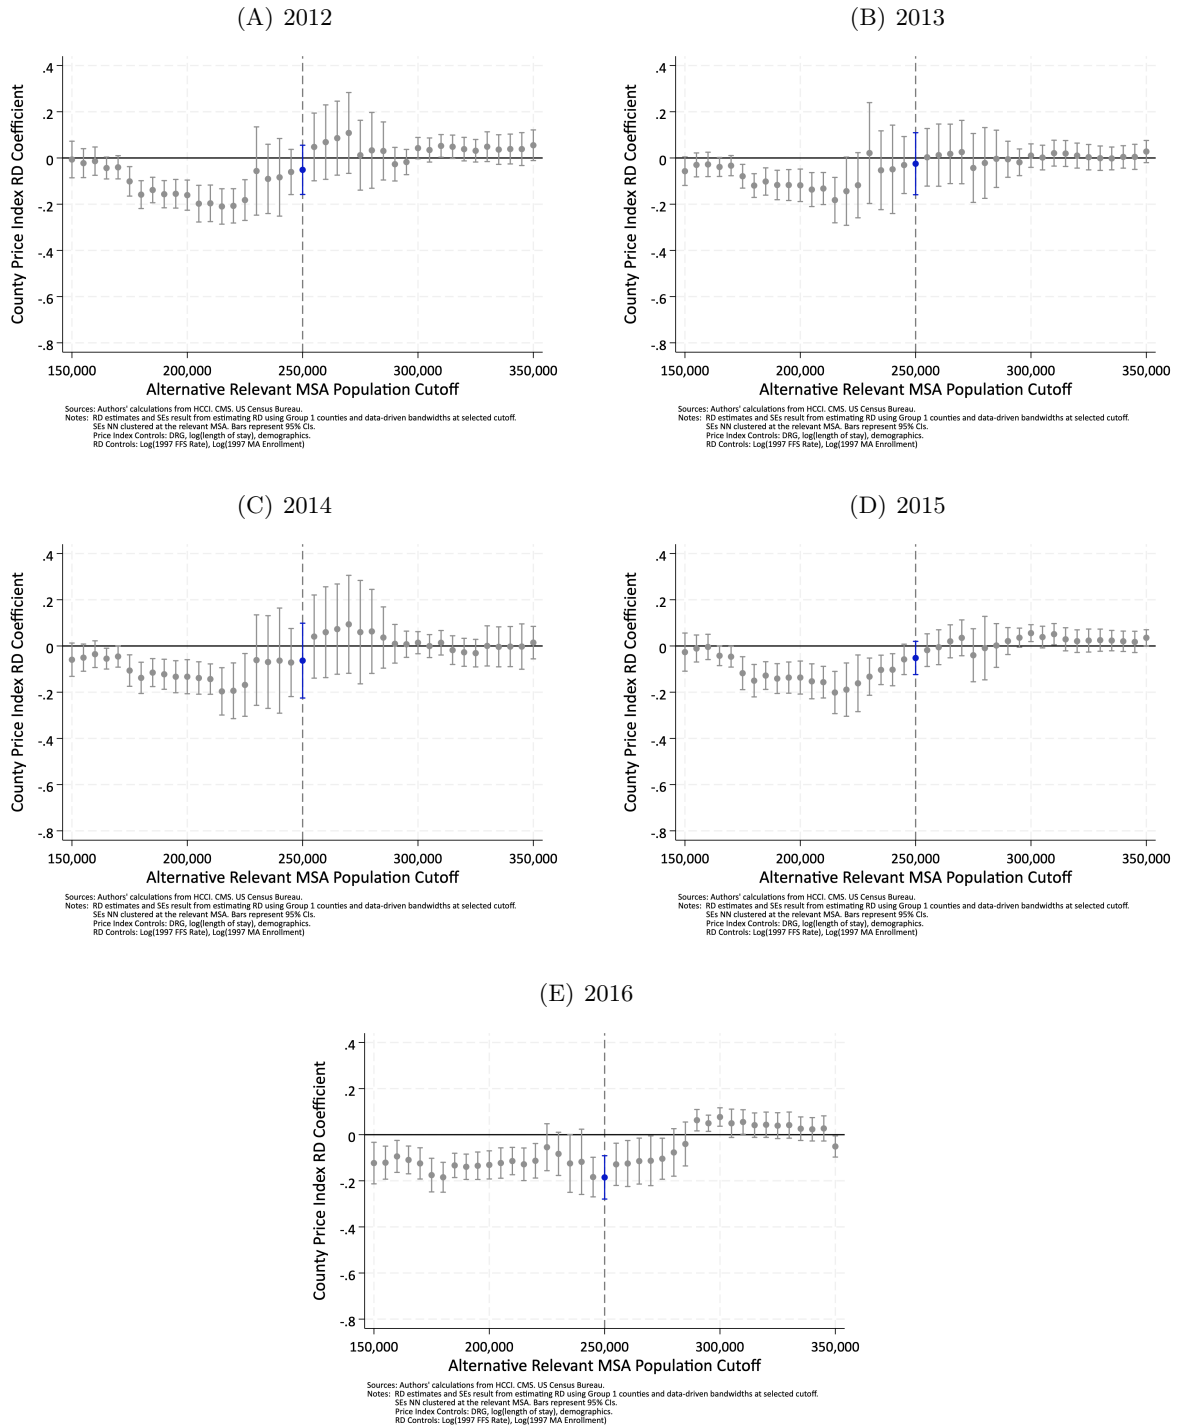 (A) 2012
County Price Index RD Coefficient
.4
.2
0
-.2
-.4
-.6
-.8
150,000 200,000 250,000 300,000 350,000
Alternative Relevant MSA Population Cutoff
Sources: Authors' calculations from HCCI. CMS. US Census Bureau.
Notes: RD estimates and SEs result from estimating RD using Group 1 counties and data-driven bandwidths at selected cutoff.
SEs NN clustered at the relevant MSA. Bars represent 95% CIs.
Price Index Controls: DRG, log(length of stay), demographics.
RD Controls: Log(1997 FFS Rate), Log(1997 MA Enrollment)
(B) 2013
County Price Index RD Coefficient
.4
.2
0
-.2
-.4
-.6
-.8
150,000 200,000 250,000 300,000 350,000
Alternative Relevant MSA Population Cutoff
Sources: Authors' calculations from HCCI. CMS. US Census Bureau.
Notes: RD estimates and SEs result from estimating RD using Group 1 counties and data-driven bandwidths at selected cutoff.
SEs NN clustered at the relevant MSA. Bars represent 95% CIs.
Price Index Controls: DRG, log(length of stay), demographics.
RD Controls: Log(1997 FFS Rate), Log(1997 MA Enrollment)
(C) 2014
County Price Index RD Coefficient
.4
.2
0
-.2
-.4
-.6
-.8
150,000 200,000 250,000 300,000 350,000
Alternative Relevant MSA Population Cutoff
Sources: Authors' calculations from HCCI. CMS. US Census Bureau.
Notes: RD estimates and SEs result from estimating RD using Group 1 counties and data-driven bandwidths at selected cutoff.
SEs NN clustered at the relevant MSA. Bars represent 95% CIs.
Price Index Controls: DRG, log(length of stay), demographics.
RD Controls: Log(1997 FFS Rate), Log(1997 MA Enrollment)
(D) 2015
County Price Index RD Coefficient
.4
.2
0
-.2
-.4
-.6
-.8
150,000 200,000 250,000 300,000 350,000
Alternative Relevant MSA Population Cutoff
Sources: Authors' calculations from HCCI. CMS. US Census Bureau.
Notes: RD estimates and SEs result from estimating RD using Group 1 counties and data-driven bandwidths at selected cutoff.
SEs NN clustered at the relevant MSA. Bars represent 95% CIs.
Price Index Controls: DRG, log(length of stay), demographics.
RD Controls: Log(1997 FFS Rate), Log(1997 MA Enrollment)
(E) 2016
County Price Index RD Coefficient
.4
.2
0
-.2
-.4
-.6
-.8
150,000 200,000 250,000 300,000 350,000
Alternative Relevant MSA Population Cutoff
Sources: Authors' calculations from HCCI. CMS. US Census Bureau.
Notes: RD estimates and SEs result from estimating RD using Group 1 counties and data-driven bandwidths at selected cutoff.
SEs NN clustered at the relevant MSA. Bars represent 95% CIs.
Price Index Controls: DRG, log(length of stay), demographics.
RD Controls: Log(1997 FFS Rate), Log(1997 MA Enrollment)